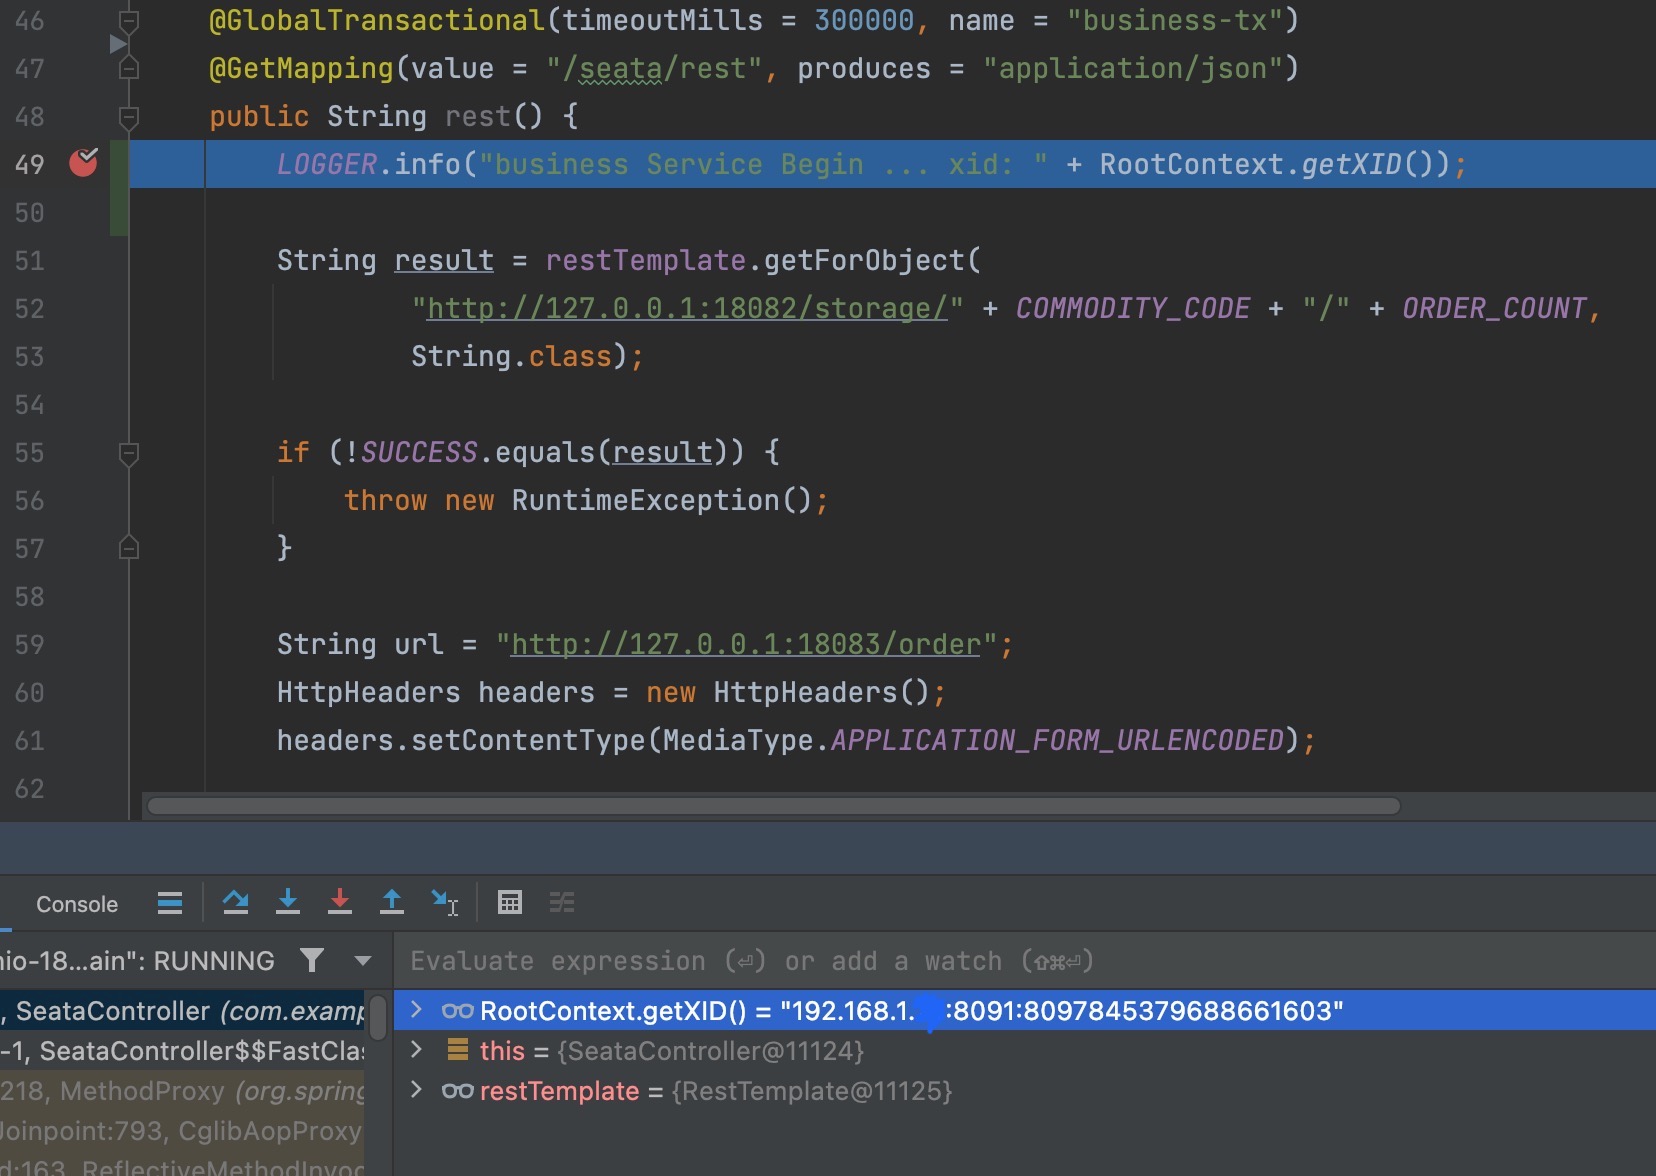 46 @GlobalTransactional(timeoutMills = 300000, name = "business-tx")
47 @GetMapping(value = "/seata/rest", produces = "application/json")
48 public String rest() {
49 LOGGER.info("business Service Begin ... xid: " + RootContext.getXID());
50
51 String result = restTemplate.getForObject(
52 "http://127.0.0.1:18082/storage/" + COMMODITY_CODE + "/" + ORDER_COUNT,
53 String.class);
54
55 if (!SUCCESS.equals(result)) {
56 throw new RuntimeException();
57 }
58
59 String url = "http://127.0.0.1:18083/order";
60 HttpHeaders headers = new HttpHeaders();
61 headers.setContentType(MediaType.APPLICATION_FORM_URLENCODED);
62
Console
nio-18...ain": RUNNING
Evaluate expression (⏎) or add a watch (⇧⌘⏎)
, SeataController (com.examp
-1, SeataController$$FastClas
218, MethodProxy (org.spring
Joinpoint:793, CglibAopProxy
d:163, ReflectiveMethodInvoc
RootContext.getXID() = "192.168.1. :8091:8097845379688661603"
this = {SeataController@11124}
restTemplate = {RestTemplate@11125}